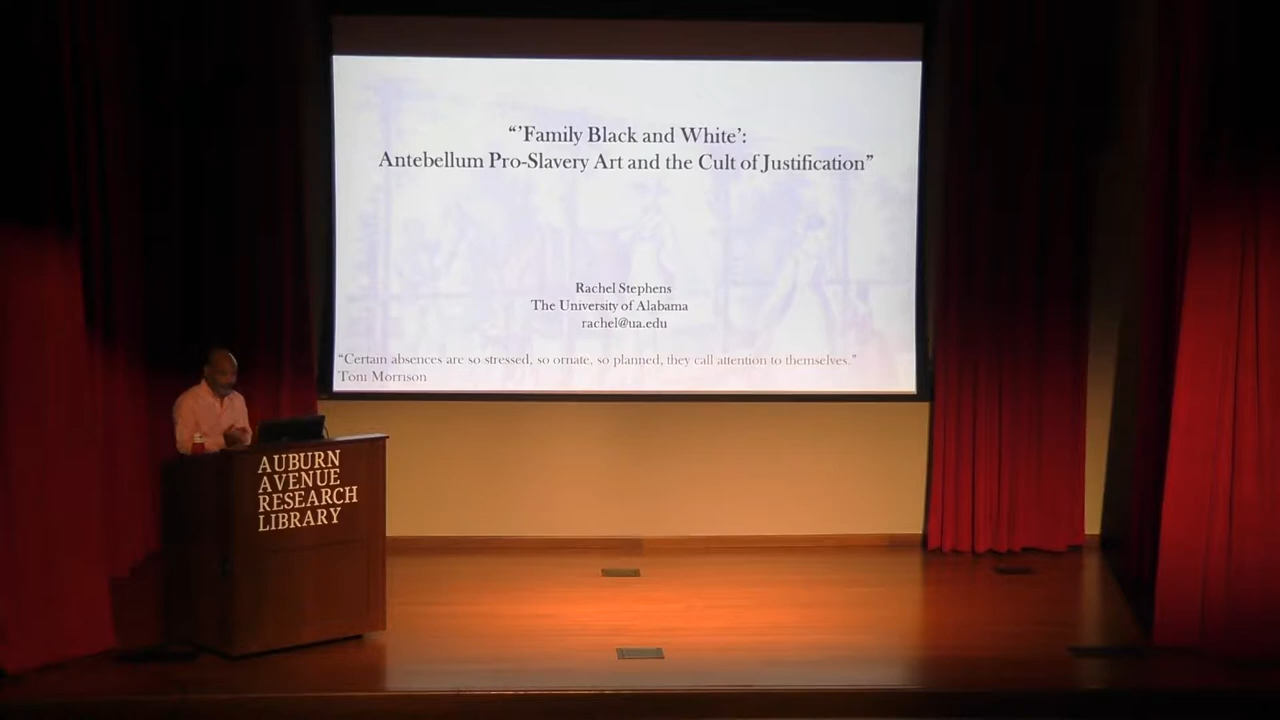 “’Family Black and White’:
Antebellum Pro-Slavery Art and the Cult of Justification”
Rachel Stephens
The University of Alabama
rachel@ua.edu
“Certain absences are so stressed, so ornate, so planned, they call attention to themselves.”
Toni Morrison
AUBURN
AVENUE
RESEARCH
LIBRARY